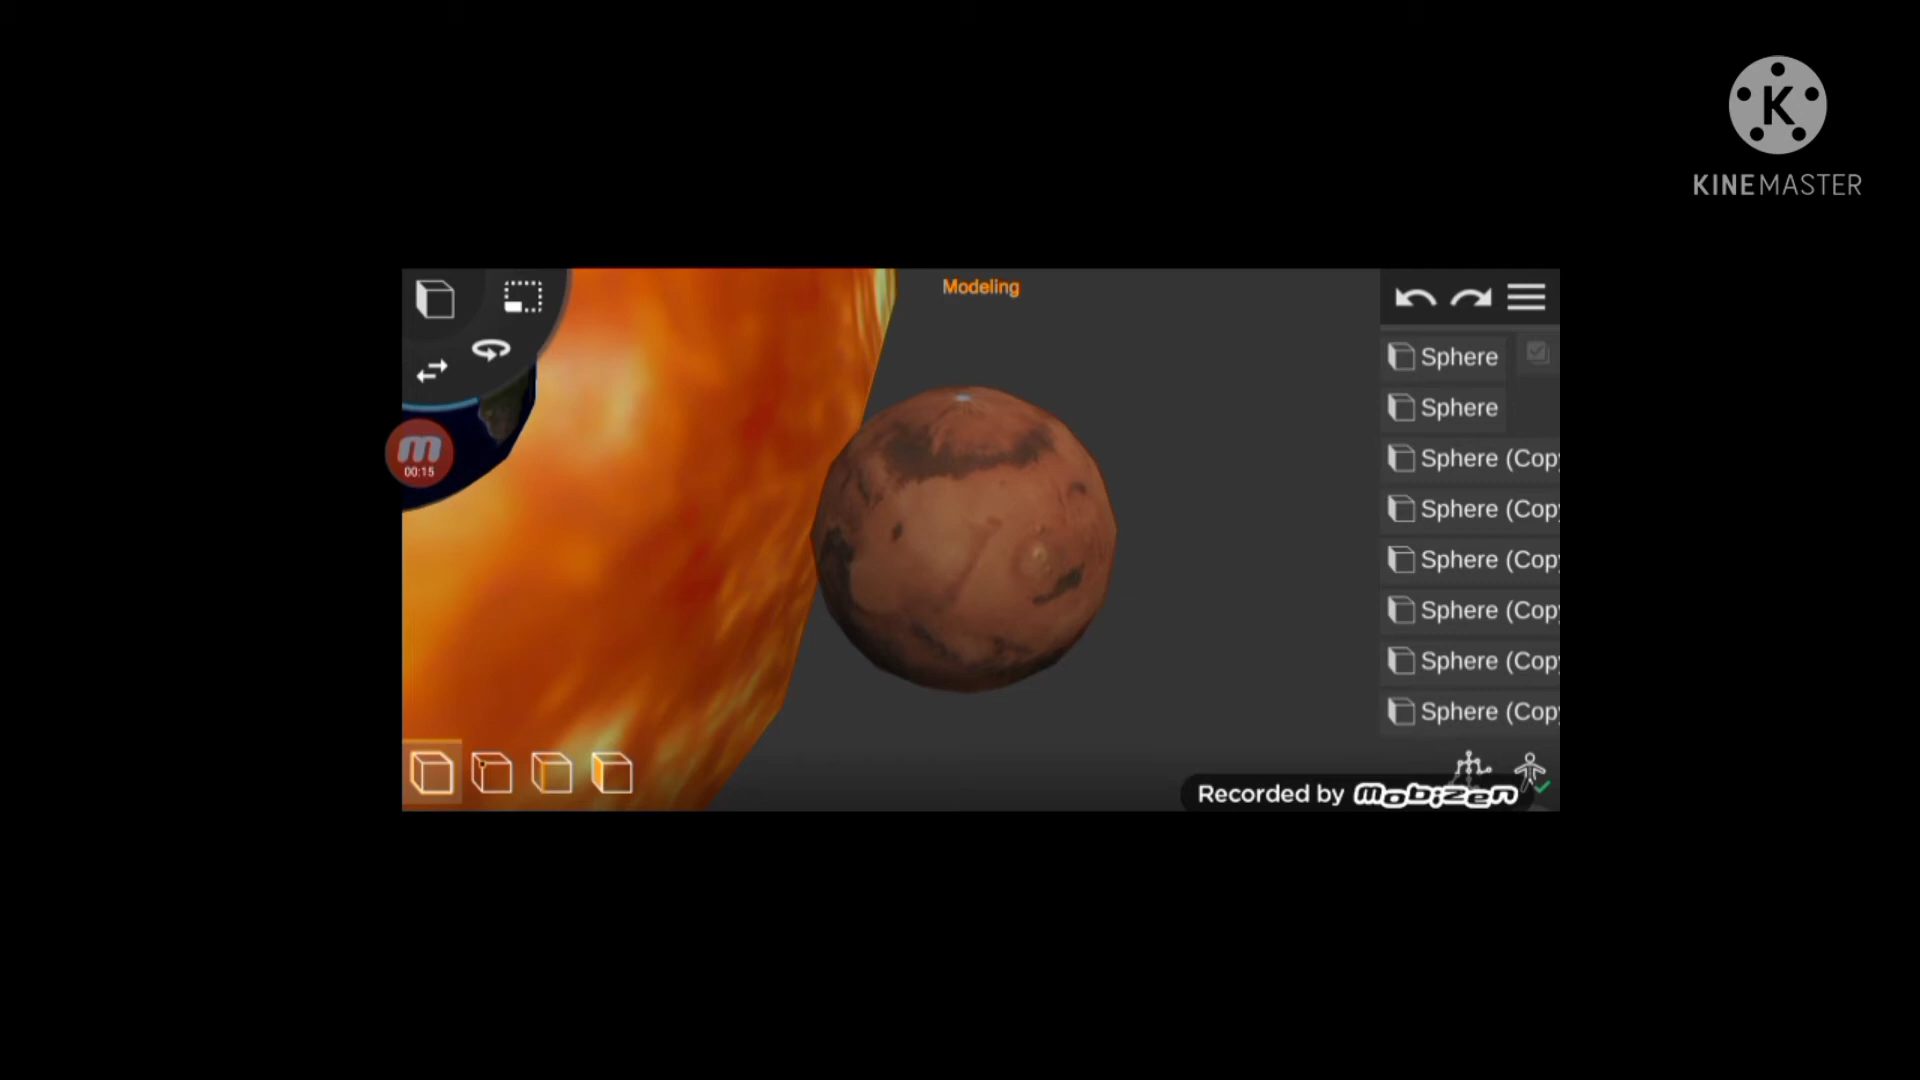 K
KINEMASTER
Modeling
Sphere
Sphere
Sphere (Cop
Sphere (Cop
Sphere (Cop
Sphere (Cop
Sphere (Cop
Sphere (Cop
m
00:15
Recorded by Mobizen